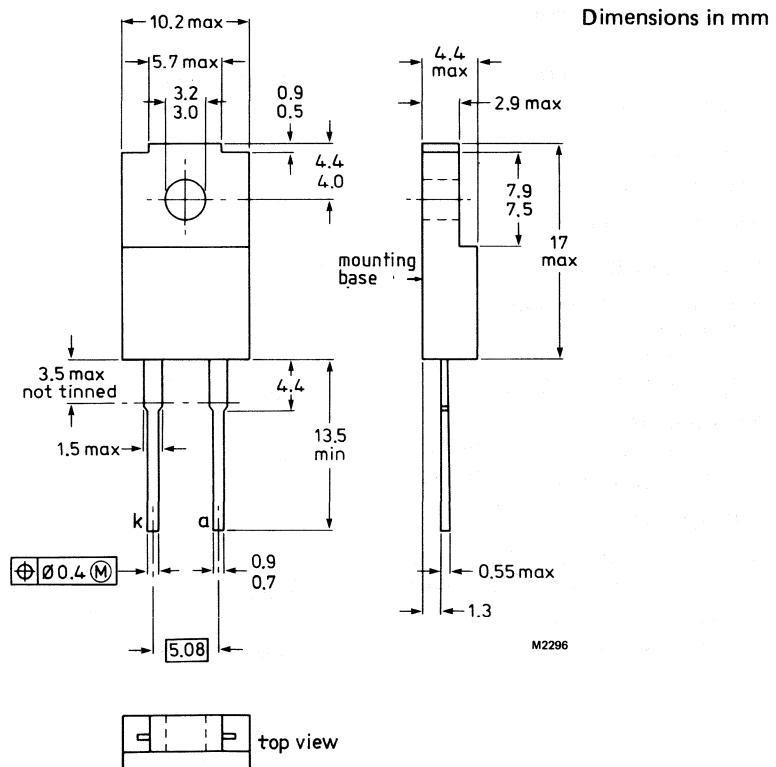 Dimensions in mm
10.2 max
5.7 max
3.2
3.0
0.9
0.5
4.4
4.0
4.4
max
2.9 max
7.9
7.5
17
max
mounting
base
3.5 max
not tinned
4.4
1.5 max
13.5
min
k
a
⌖ Ø 0.4 Ⓜ
0.9
0.7
0.55 max
1.3
5.08
M2296
top view